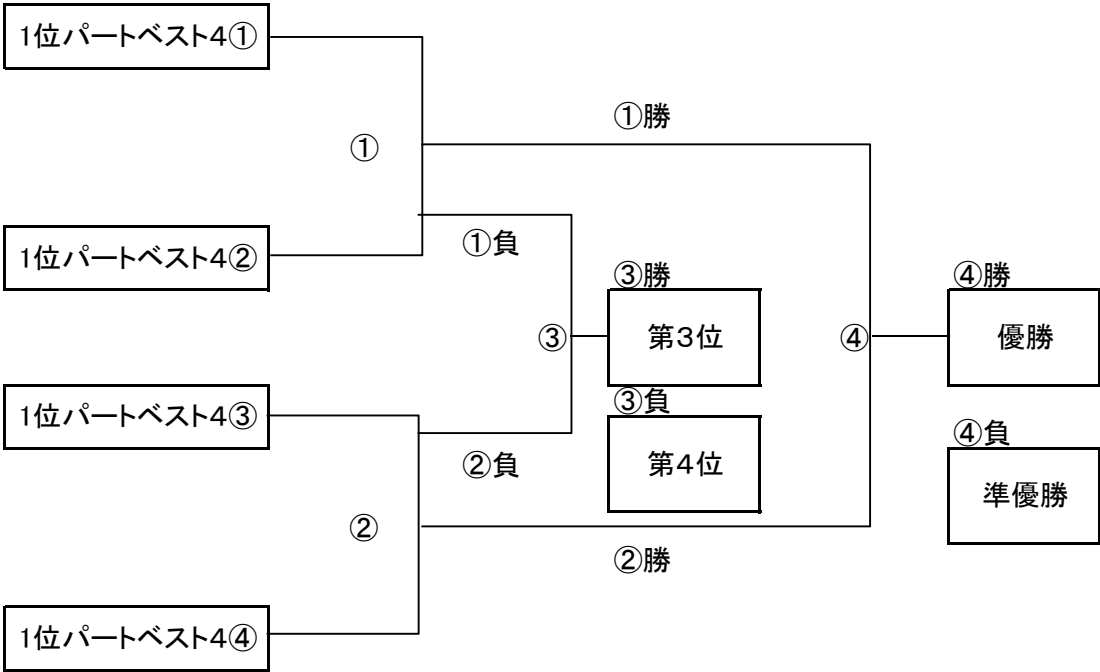 1位パートベスト4①
①勝
①
1位パートベスト4②
①負
③勝
④勝
③
第３位
④
優勝
③負
1位パートベスト4③
④負
②負
第４位
準優勝
②
②勝
1位パートベスト4④